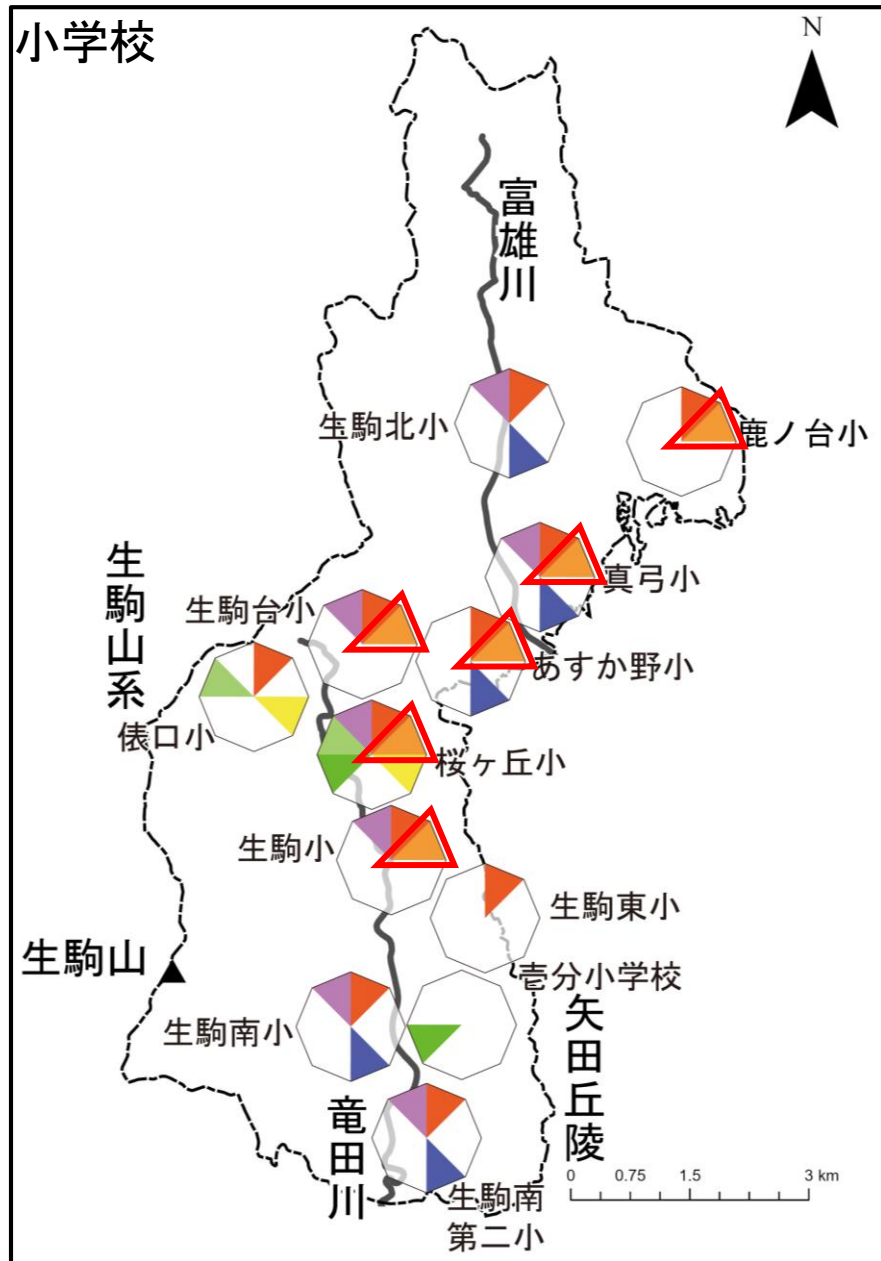 小学校
N
富雄川
生駒北小
鹿ノ台小
生駒山系
真弓小
生駒台小
あすか野小
俵口小
桜ヶ丘小
生駒小
生駒東小
生駒山
壱分小学校
生駒南小
矢田丘陵
竜田川
0 0.75 1.5 3 km
生駒南
第二小